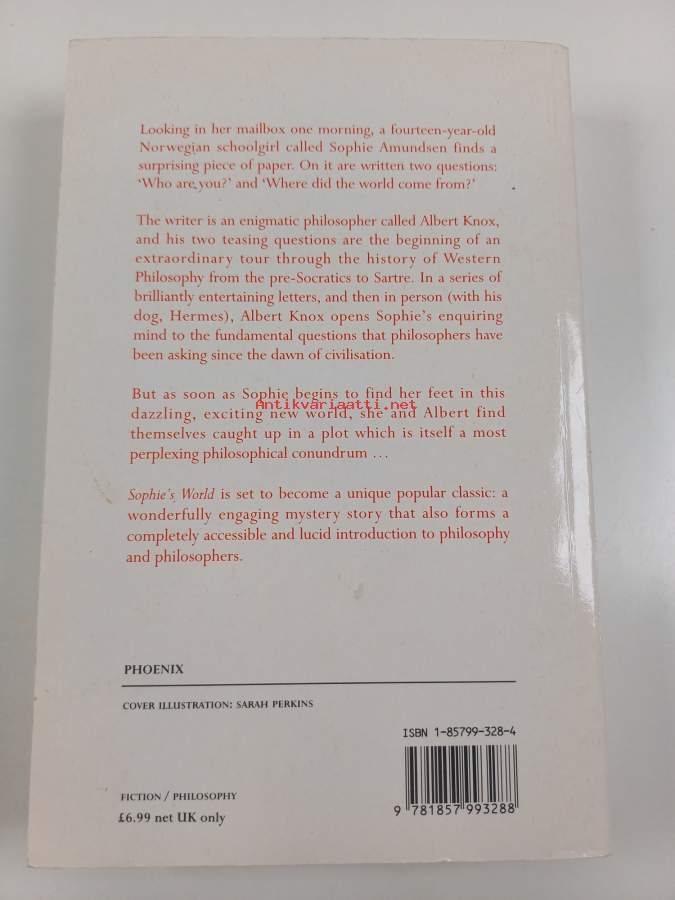 Looking in her mailbox one morning, a fourteen-year-old
Norwegian schoolgirl called Sophie Amundsen finds a
surprising piece of paper. On it are written two questions:
‘Who are you?’ and ‘Where did the world come from?’
The writer is an enigmatic philosopher called Albert Knox,
and his two teasing questions are the beginning of an
extraordinary tour through the history of Western
Philosophy from the pre-Socratics to Sartre. In a series of
brilliantly entertaining letters, and then in person (with his
dog, Hermes), Albert Knox opens Sophie’s enquiring
mind to the fundamental questions that philosophers have
been asking since the dawn of civilisation.
But as soon as Sophie begins to find her feet in this
Antikvariaatti.net
dazzling, exciting new world, she and Albert find
themselves caught up in a plot which is itself a most
perplexing philosophical conundrum …
Sophie’s World is set to become a unique popular classic: a
wonderfully engaging mystery story that also forms a
completely accessible and lucid introduction to philosophy
and philosophers.
PHOENIX
COVER ILLUSTRATION: SARAH PERKINS
ISBN 1-85799-328-4
9 781857 993288
FICTION / PHILOSOPHY
£6.99 net UK only